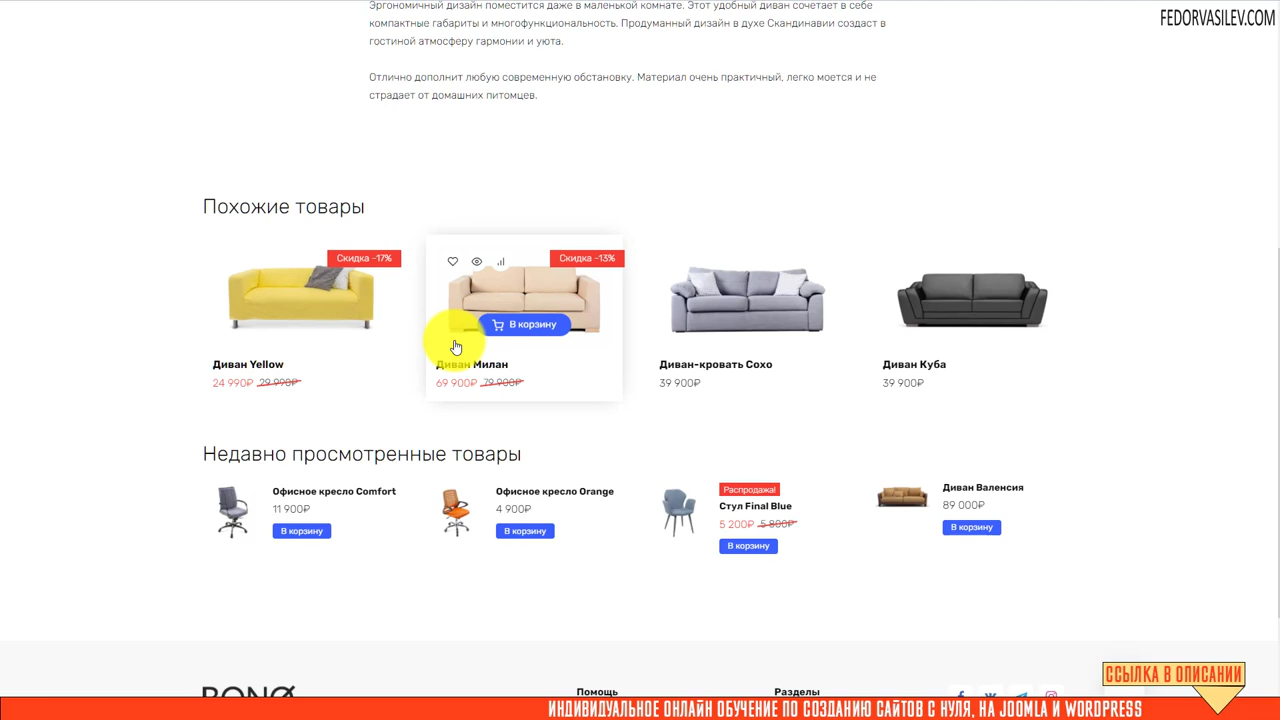 Эргономичный дизайн поместится даже в маленькой комнате. Этот удобный диван сочетает в себе
FEDORVASILEV.COM
компактные габариты и многофункциональность. Продуманный дизайн в духе Скандинавии создаст в
гостиной атмосферу гармонии и уюта.
Отлично дополнит любую современную обстановку. Материал очень практичный, легко моется и не
страдает от домашних питомцев.
Похожие товары
Скидка -17%
Скидка -13%
В корзину
Диван Yellow
Диван Милан
Диван-кровать Сохо
Диван Куба
24 990₽ 29 990₽
69 900₽ 79 900₽
39 900₽
39 900₽
Недавно просмотренные товары
Офисное кресло Comfort
11 900₽
В корзину
Офисное кресло Orange
4 900₽
В корзину
Распродажа!
Стул Final Blue
5 200₽ 5 800₽
В корзину
Диван Валенсия
89 000₽
В корзину
BONO
Помощь
Разделы
ССЫЛКА В ОПИСАНИИ
ИНДИВИДУАЛЬНОЕ ОНЛАЙН ОБУЧЕНИЕ ПО СОЗДАНИЮ САЙТОВ С НУЛЯ, НА JOOMLA И WORDPRESS